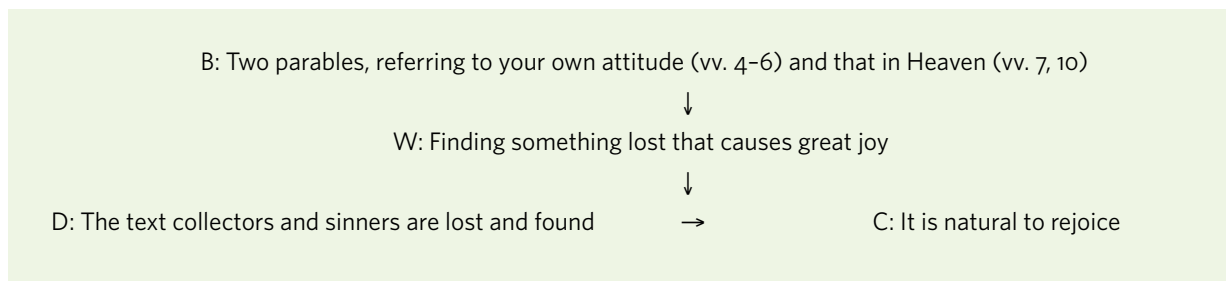 B: Two parables, referring to your own attitude (vv. 4–6) and that in Heaven (vv. 7, 10)
↓
W: Finding something lost that causes great joy
↓
D: The text collectors and sinners are lost and found → C: It is natural to rejoice